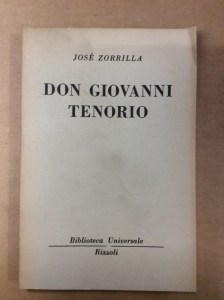 JOSÉ ZORRILLA
DON GIOVANNI
TENORIO
Biblioteca Universale
Rizzoli